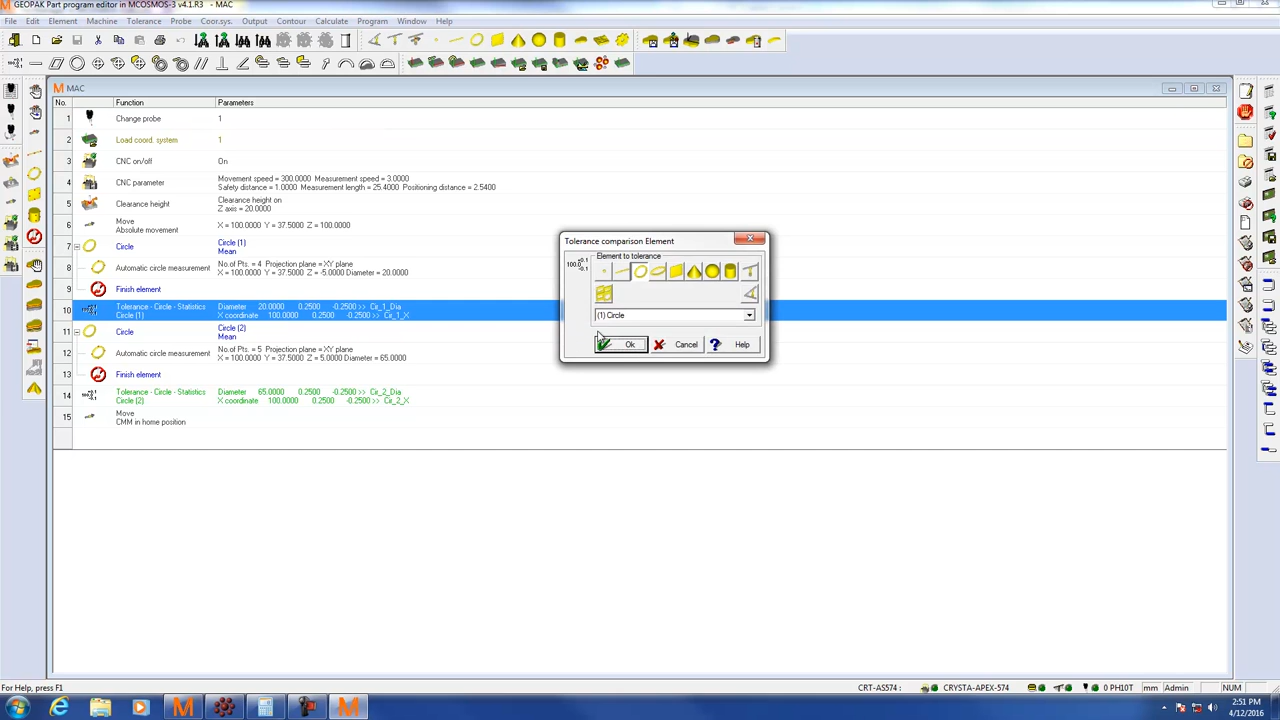 GEOPAK Part program editor in MCOSMOS-3 v4.1.R3 - MAC
File Edit Element Machine Tolerance Probe Coor.sys. Output Contour Calculate Program Window Help
MAC
No. Function Parameters
1 Change probe 1
2 Load coord. system 1
3 CNC on/off On
4 CNC parameter Movement speed = 300.0000 Measurement speed = 3.0000
Safety distance = 1.0000 Measurement length = 25.4000 Positioning distance = 2.5400
5 Clearance height Clearance height on
Z axis = 20.0000
6 Move
Absolute movement X = 100.0000 Y = 37.5000 Z = 100.0000
7 Circle Circle (1)
Mean
8 Automatic circle measurement No.of Pts. = 4 Projection plane = XY plane
X = 100.0000 Y = 37.5000 Z = -5.0000 Diameter = 20.0000
9 Finish element
10 Tolerance - Circle - Statistics Diameter 20.0000 0.2500 -0.2500 >> Cir_1_Dia
Circle (1) X coordinate 100.0000 0.2500 -0.2500 >> Cir_1_X
11 Circle Circle (2)
Mean
12 Automatic circle measurement No.of Pts. = 5 Projection plane = XY plane
X = 100.0000 Y = 37.5000 Z = 5.0000 Diameter = 65.0000
13 Finish element
14 Tolerance - Circle - Statistics Diameter 65.0000 0.2500 -0.2500 >> Cir_2_Dia
Circle (2) X coordinate 100.0000 0.2500 -0.2500 >> Cir_2_X
15 Move
CMM in home position
Tolerance comparison Element
Element to tolerance
(1) Circle
Ok Cancel Help
For Help, press F1
CRT-AS574 : CRYSTA-APEX-574 0 PH10T mm Admin NUM
2:51 PM
4/12/2016